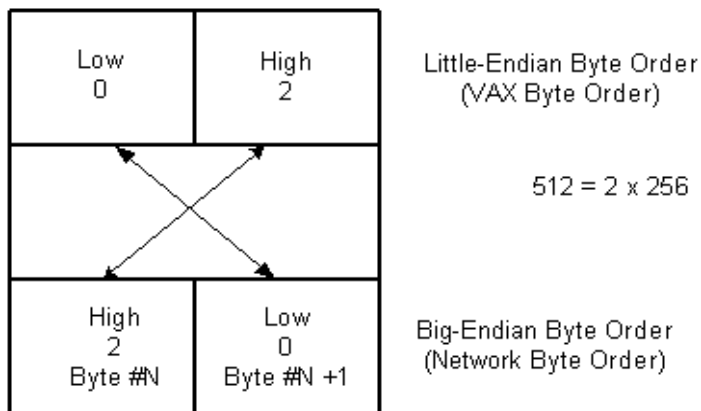 Low
0
High
2
Little-Endian Byte Order
(VAX Byte Order)
512 = 2 x 256
High
2
Byte #N
Low
0
Byte #N +1
Big-Endian Byte Order
(Network Byte Order)